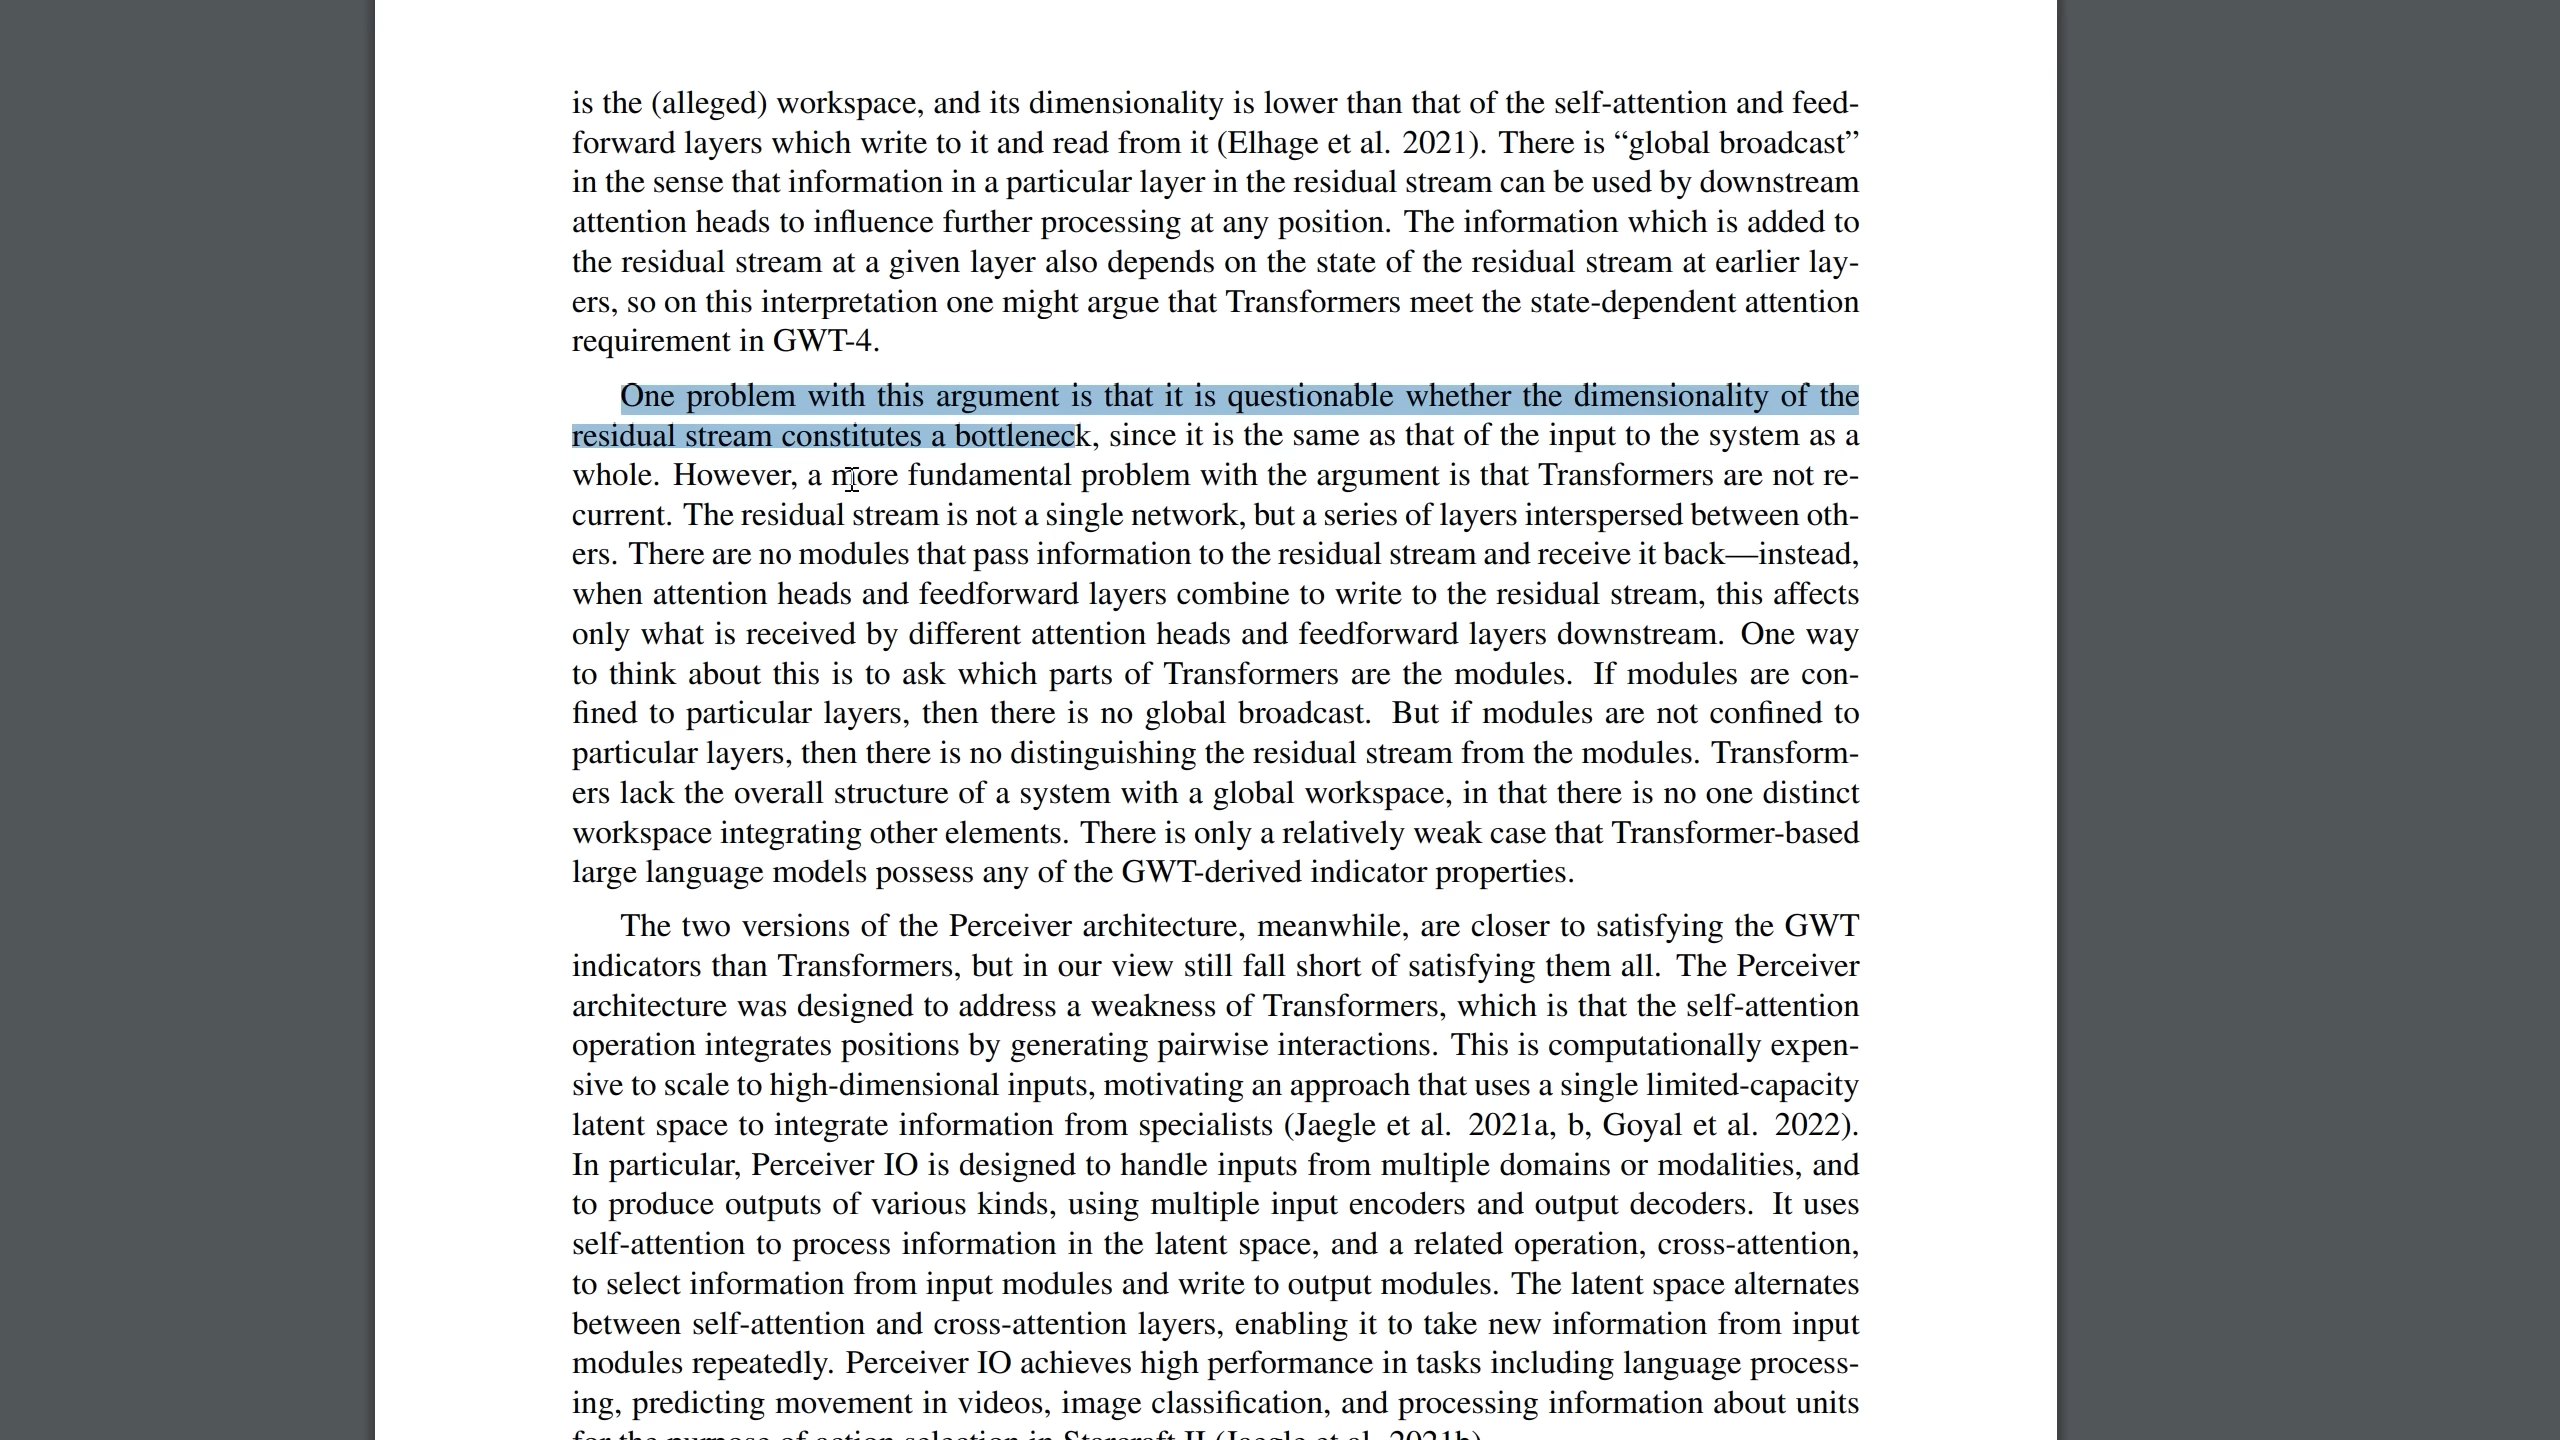 is the (alleged) workspace, and its dimensionality is lower than that of the self-attention and feed-
forward layers which write to it and read from it (Elhage et al. 2021). There is “global broadcast”
in the sense that information in a particular layer in the residual stream can be used by downstream
attention heads to influence further processing at any position. The information which is added to
the residual stream at a given layer also depends on the state of the residual stream at earlier lay-
ers, so on this interpretation one might argue that Transformers meet the state-dependent attention
requirement in GWT-4.
One problem with this argument is that it is questionable whether the dimensionality of the
residual stream constitutes a bottleneck, since it is the same as that of the input to the system as a
whole. However, a more fundamental problem with the argument is that Transformers are not re-
current. The residual stream is not a single network, but a series of layers interspersed between oth-
ers. There are no modules that pass information to the residual stream and receive it back—instead,
when attention heads and feedforward layers combine to write to the residual stream, this affects
only what is received by different attention heads and feedforward layers downstream. One way
to think about this is to ask which parts of Transformers are the modules. If modules are con-
fined to particular layers, then there is no global broadcast. But if modules are not confined to
particular layers, then there is no distinguishing the residual stream from the modules. Transform-
ers lack the overall structure of a system with a global workspace, in that there is no one distinct
workspace integrating other elements. There is only a relatively weak case that Transformer-based
large language models possess any of the GWT-derived indicator properties.
The two versions of the Perceiver architecture, meanwhile, are closer to satisfying the GWT
indicators than Transformers, but in our view still fall short of satisfying them all. The Perceiver
architecture was designed to address a weakness of Transformers, which is that the self-attention
operation integrates positions by generating pairwise interactions. This is computationally expen-
sive to scale to high-dimensional inputs, motivating an approach that uses a single limited-capacity
latent space to integrate information from specialists (Jaegle et al. 2021a, b, Goyal et al. 2022).
In particular, Perceiver IO is designed to handle inputs from multiple domains or modalities, and
to produce outputs of various kinds, using multiple input encoders and output decoders. It uses
self-attention to process information in the latent space, and a related operation, cross-attention,
to select information from input modules and write to output modules. The latent space alternates
between self-attention and cross-attention layers, enabling it to take new information from input
modules repeatedly. Perceiver IO achieves high performance in tasks including language process-
ing, predicting movement in videos, image classification, and processing information about units
for the purpose of action selection in Starcraft II (Jaegle et al. 2021b).